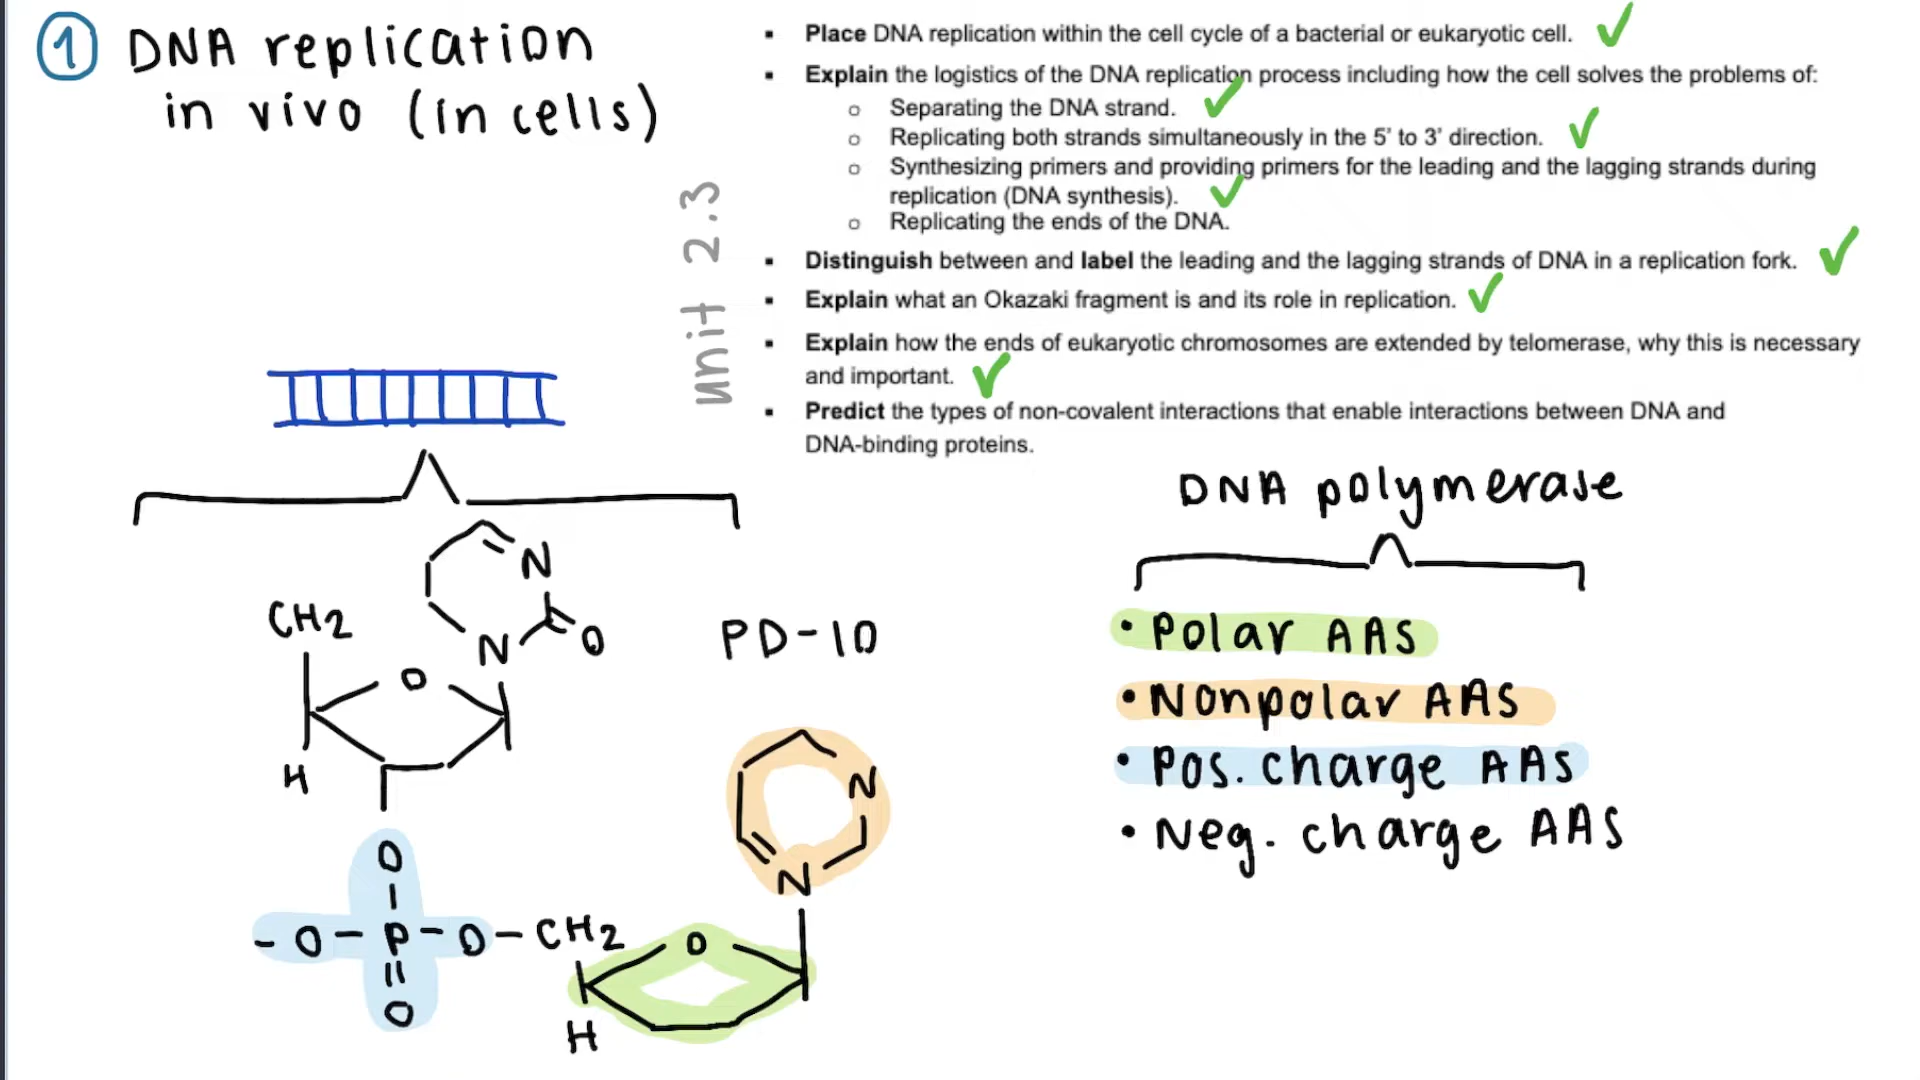 ① DNA replication
in vivo (in cells)
unit 2.3
▪ Place DNA replication within the cell cycle of a bacterial or eukaryotic cell. ✓
▪ Explain the logistics of the DNA replication process including how the cell solves the problems of:
o Separating the DNA strand. ✓
o Replicating both strands simultaneously in the 5' to 3' direction. ✓
o Synthesizing primers and providing primers for the leading and the lagging strands during
replication (DNA synthesis). ✓
o Replicating the ends of the DNA.
▪ Distinguish between and label the leading and the lagging strands of DNA in a replication fork. ✓
▪ Explain what an Okazaki fragment is and its role in replication. ✓
▪ Explain how the ends of eukaryotic chromosomes are extended by telomerase, why this is necessary
and important. ✓
▪ Predict the types of non-covalent interactions that enable interactions between DNA and
DNA-binding proteins.
N
CH2
N
O
O
H
PD-10
N
N
O
- O - P - O - CH2
O
O
H
DNA polymerase
• Polar AAS
• Nonpolar AAS
• Pos. charge AAS
• Neg. charge AAS